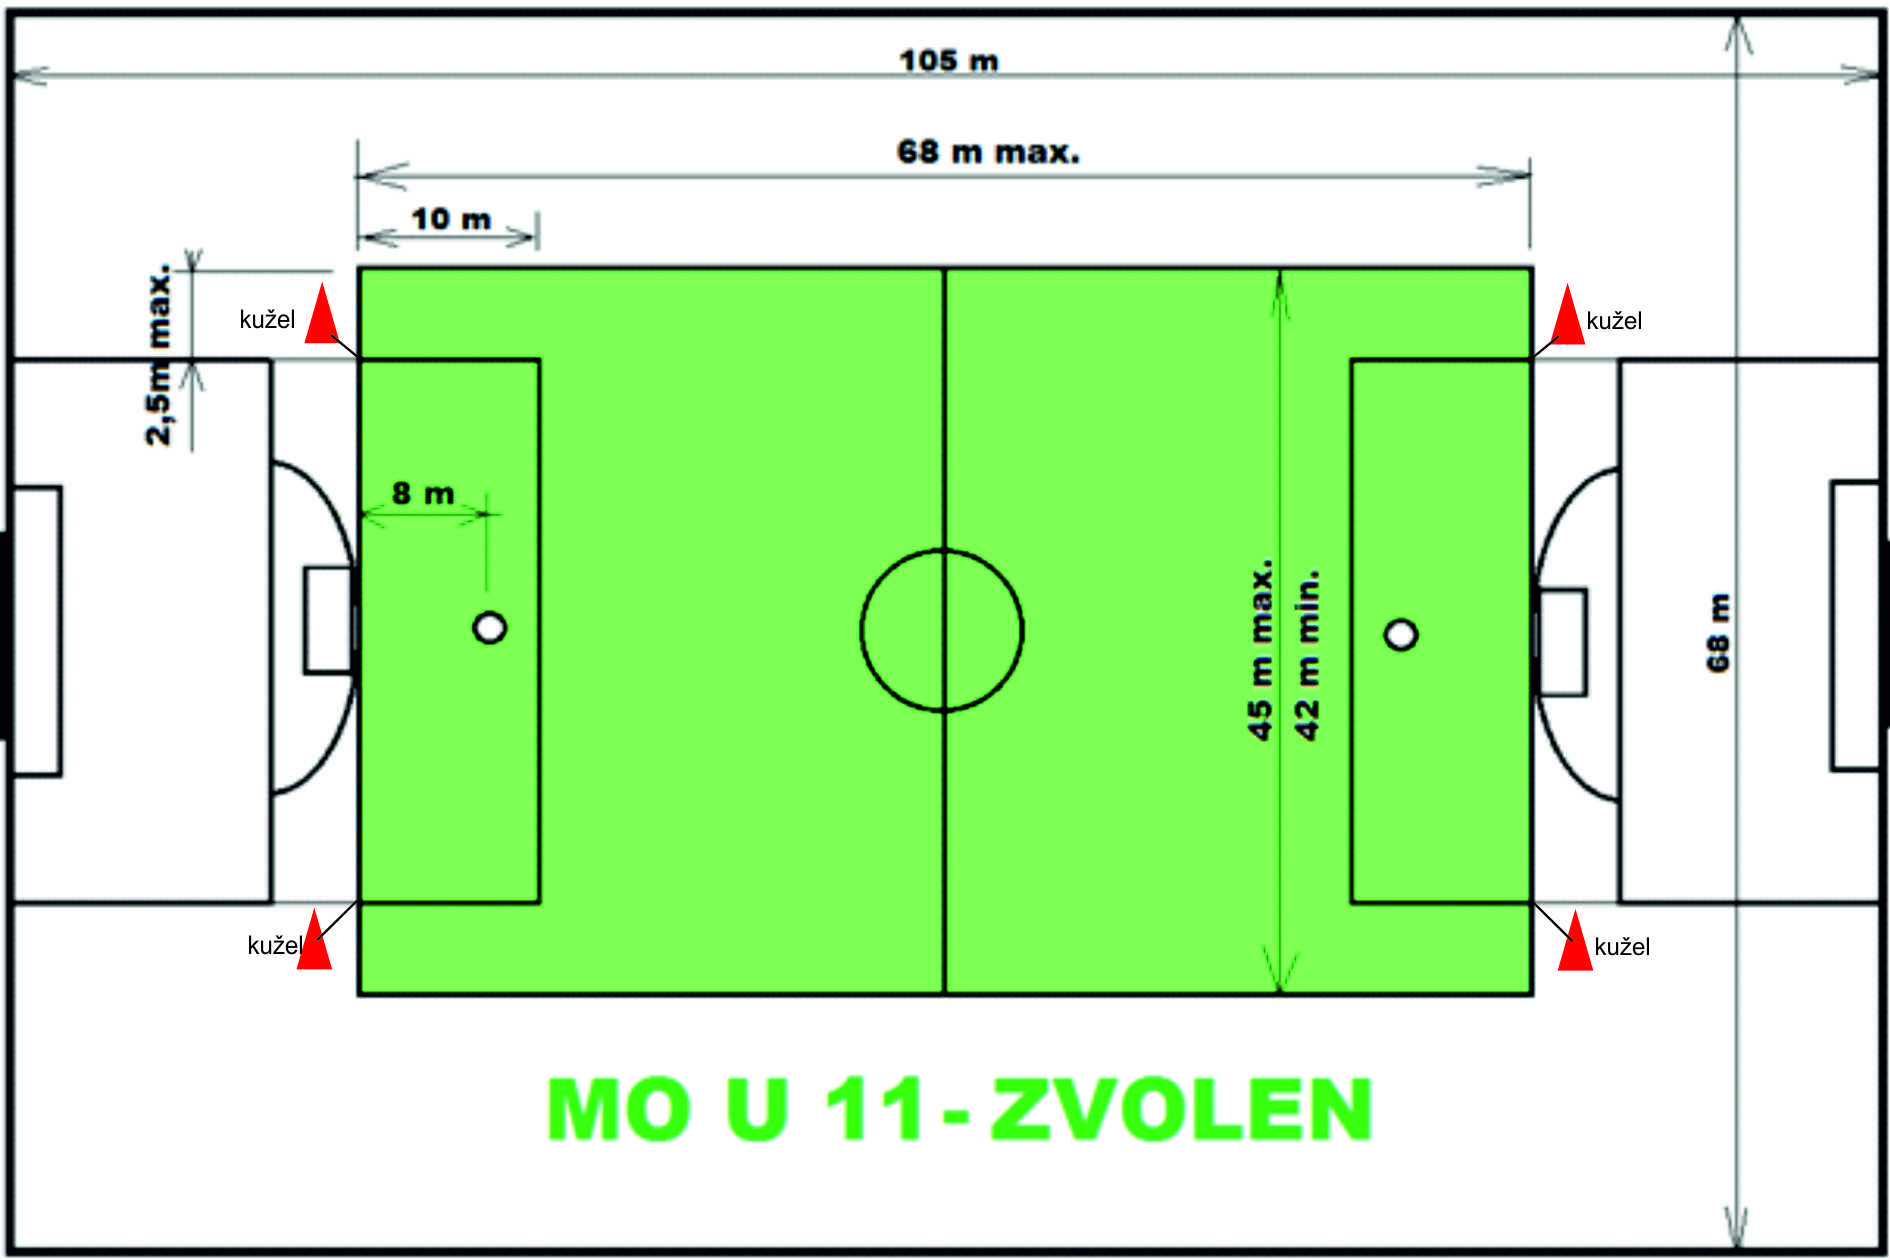 105 m
68 m max.
10 m
2,5m max.
kužel
kužel
8 m
45 m max.
42 min.
68 m
kužel
kužel
MO U 11- ZVOLEN